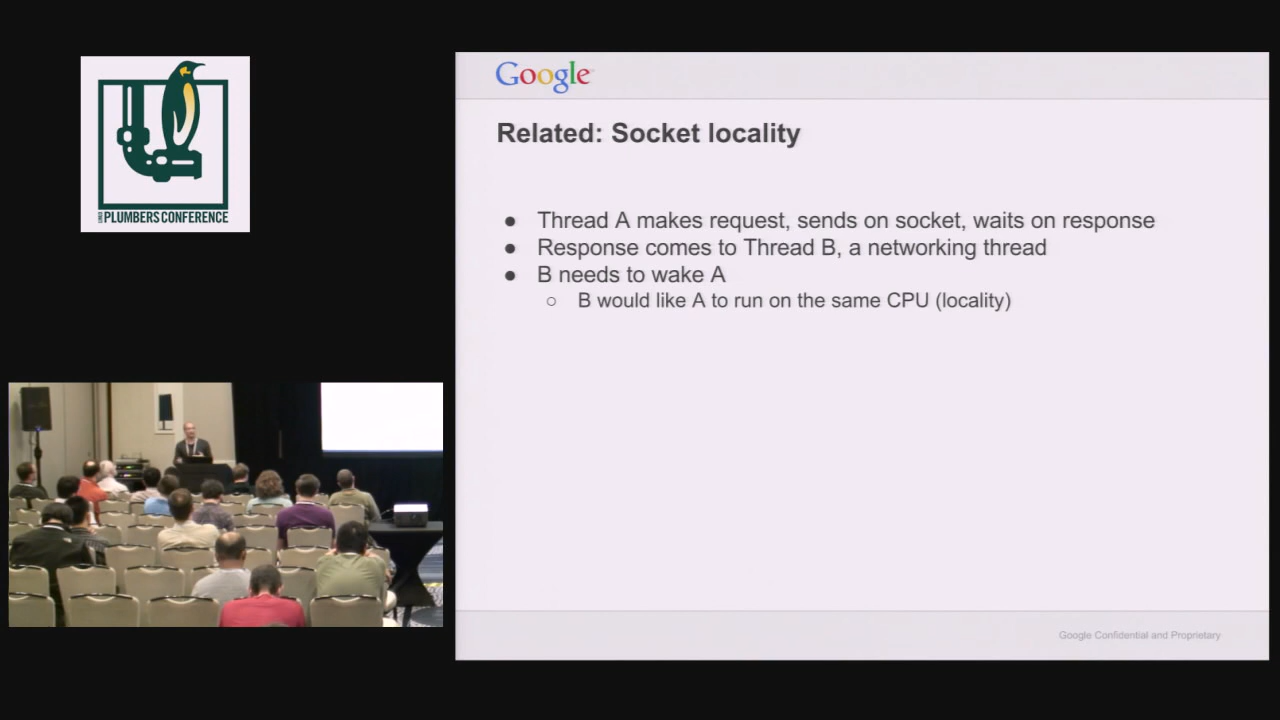 LINUX PLUMBERS CONFERENCE
Google
Related: Socket locality
● Thread A makes request, sends on socket, waits on response
● Response comes to Thread B, a networking thread
● B needs to wake A
○ B would like A to run on the same CPU (locality)
Google Confidential and Proprietary